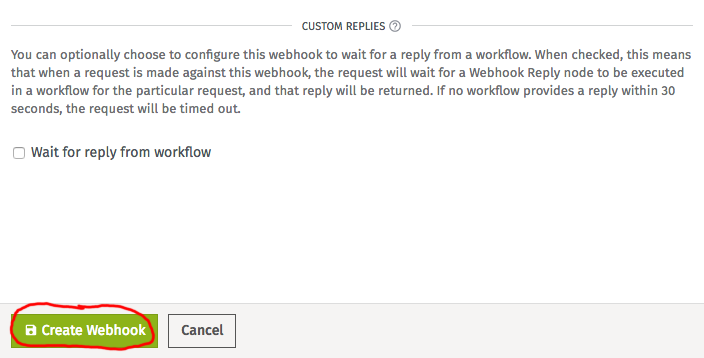 CUSTOM REPLIES ?
You can optionally choose to configure this webhook to wait for a reply from a workflow. When checked, this means
that when a request is made against this webhook, the request will wait for a Webhook Reply node to be executed
in a workflow for the particular request, and that reply will be returned. If no workflow provides a reply within 30
seconds, the request will be timed out.
Wait for reply from workflow
Create Webhook Cancel